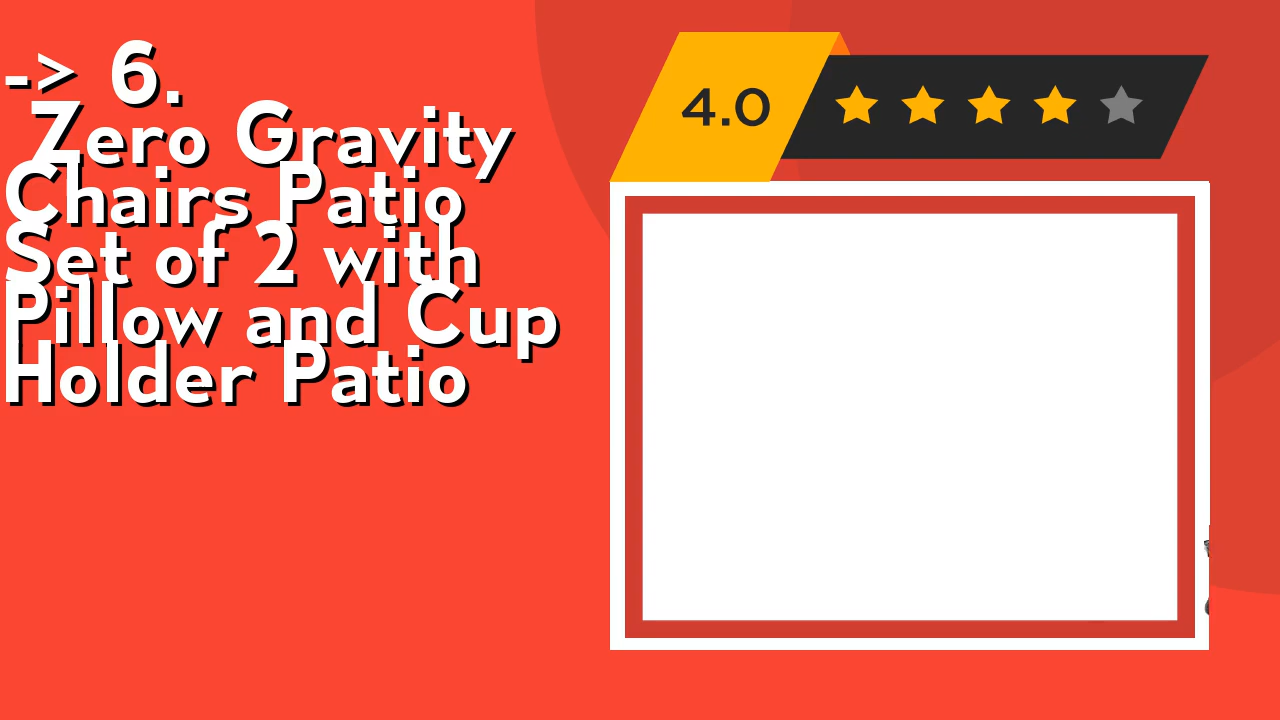 -> 6.
Zero Gravity
Chairs Patio
Set of 2 with
Pillow and Cup
Holder Patio
4.0